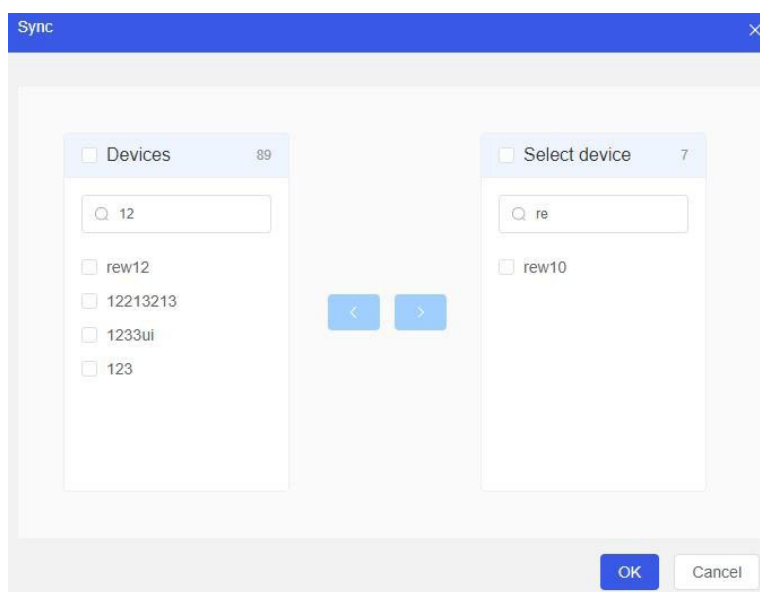 Sync
Devices 89
12
rew12
12213213
1233ui
123
Select device 7
re
rew10
OK Cancel